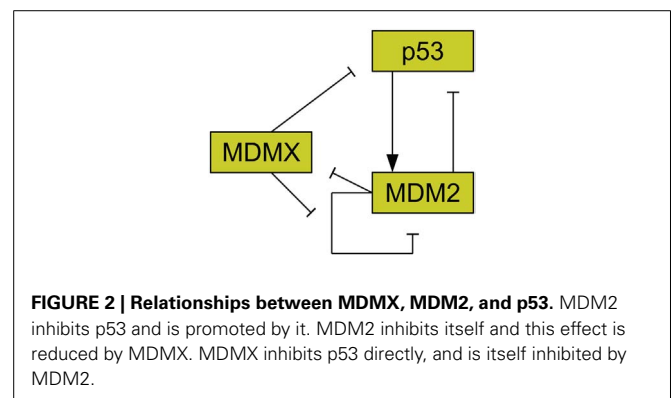 p53
MDMX
MDM2
FIGURE 2 | Relationships between MDMX, MDM2, and p53. MDM2
inhibits p53 and is promoted by it. MDM2 inhibits itself and this effect is
reduced by MDMX. MDMX inhibits p53 directly, and is itself inhibited by
MDM2.